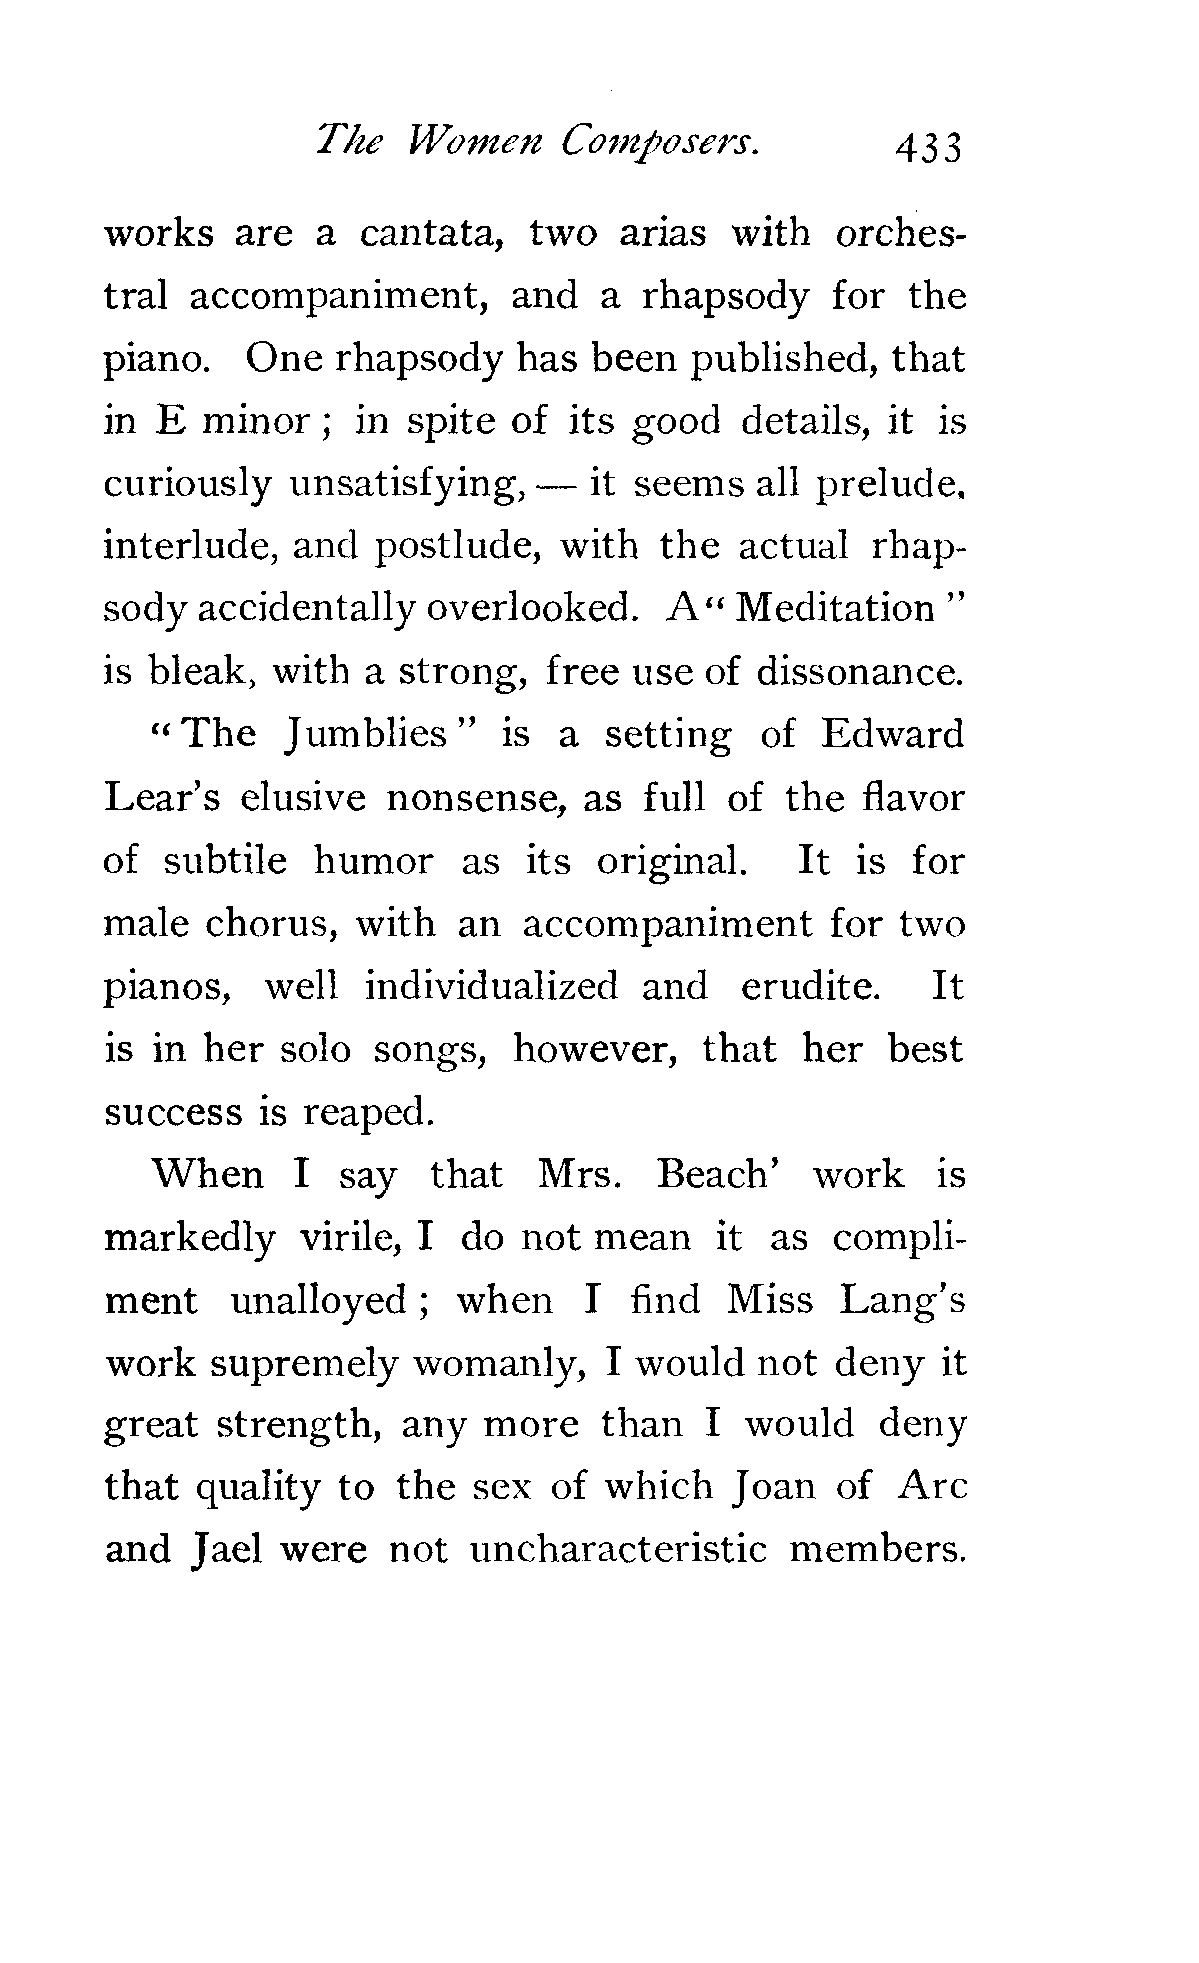 The Women Composers. 433
works are a cantata, two arias with orches-
tral accompaniment, and a rhapsody for the
piano. One rhapsody has been published, that
in E minor ; in spite of its good details, it is
curiously unsatisfying, — it seems all prelude,
interlude, and postlude, with the actual rhap-
sody accidentally overlooked. A “ Meditation ”
is bleak, with a strong, free use of dissonance.
“ The Jumblies ” is a setting of Edward
Lear’s elusive nonsense, as full of the flavor
of subtile humor as its original. It is for
male chorus, with an accompaniment for two
pianos, well individualized and erudite. It
is in her solo songs, however, that her best
success is reaped.
When I say that Mrs. Beach’ work is
markedly virile, I do not mean it as compli-
ment unalloyed ; when I find Miss Lang’s
work supremely womanly, I would not deny it
great strength, any more than I would deny
that quality to the sex of which Joan of Arc
and Jael were not uncharacteristic members.